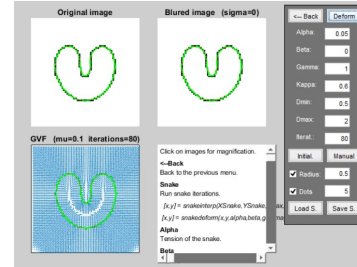 Original image
Blured image (sigma=0)
GVF (mu=0.1 iterations=80)
Click on images for magnification.
<--Back
Back to the previous menu.
Snake
Run snake iterations.
[x,y] = snakeinterp(XSnake,YSnake,
[x,y] = snakedeform(x,y,alpha,beta,
Alpha
Tension of the snake.
Beta
<-- Back
Deform
Alpha: 0.05
Beta: 0
Gamma: 1
Kappa: 0.6
Dmin: 0.5
Dmax: 2
Iterat.: 80
Initial.
Manual
Radius: 0.5
Dots 5
Load S.
Save S.